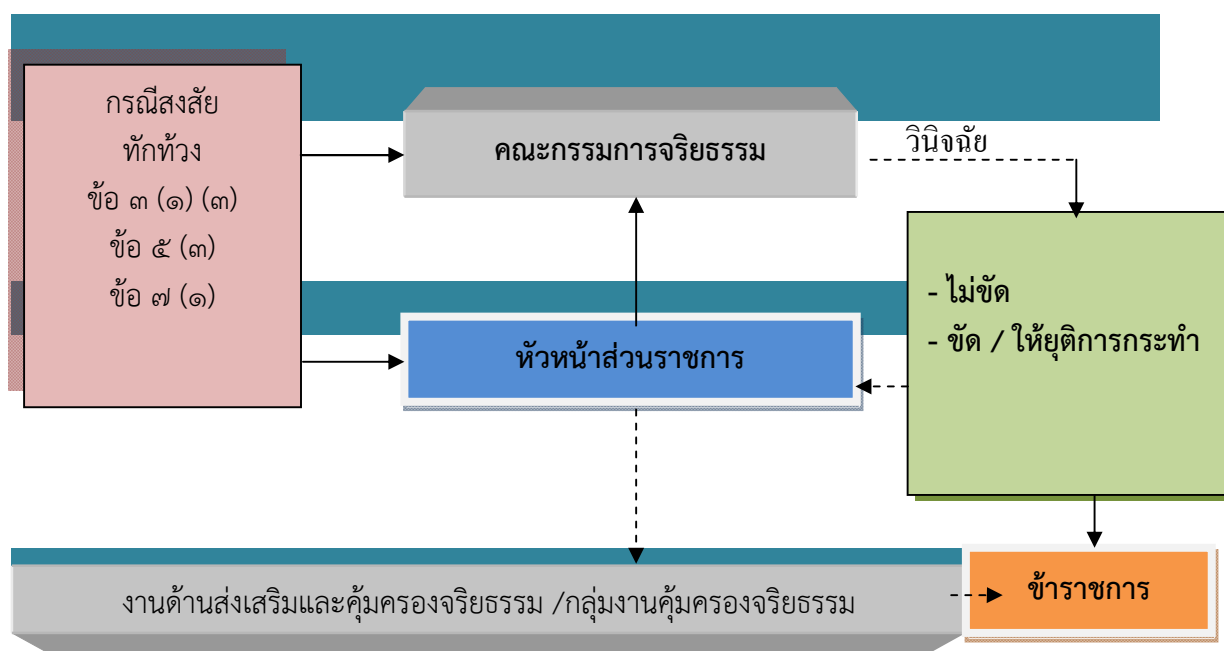 กรณีสงสัย
ทักท้วง
ข้อ ๓ (๑) (๓)
ข้อ ๕ (๓)
ข้อ ๗ (๑)
คณะกรรมการจริยธรรม
วินิจฉัย
- ไม่ขัด
- ขัด / ให้ยุติการกระทำ
หัวหน้าส่วนราชการ
งานด้านส่งเสริมและคุ้มครองจริยธรรม /กลุ่มงานคุ้มครองจริยธรรม
ข้าราชการ